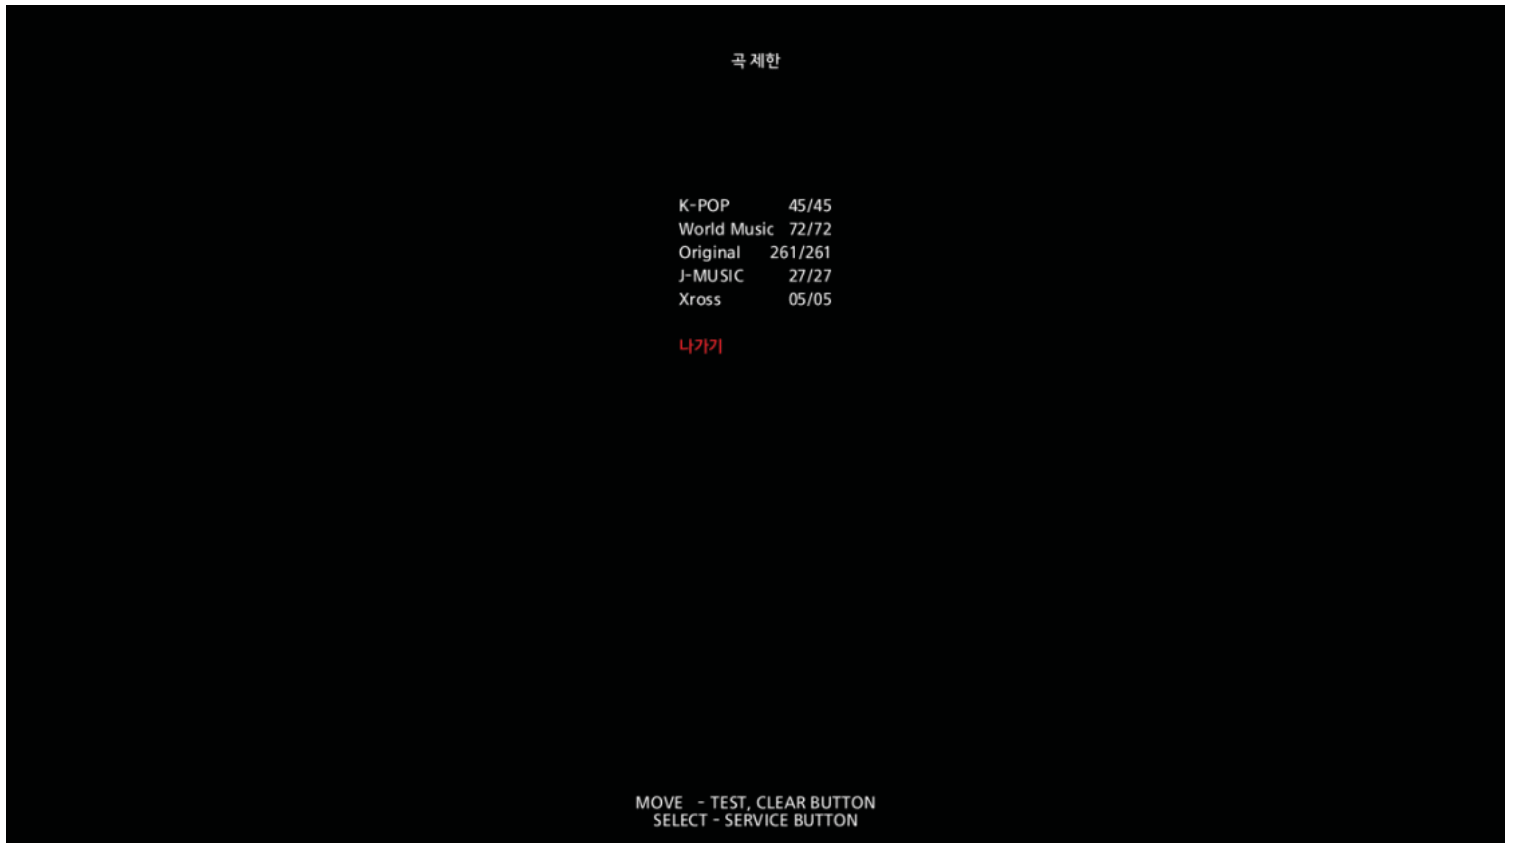 곡 제한
K-POP 45/45
World Music 72/72
Original 261/261
J-MUSIC 27/27
Xross 05/05
나가기
MOVE - TEST, CLEAR BUTTON
SELECT - SERVICE BUTTON